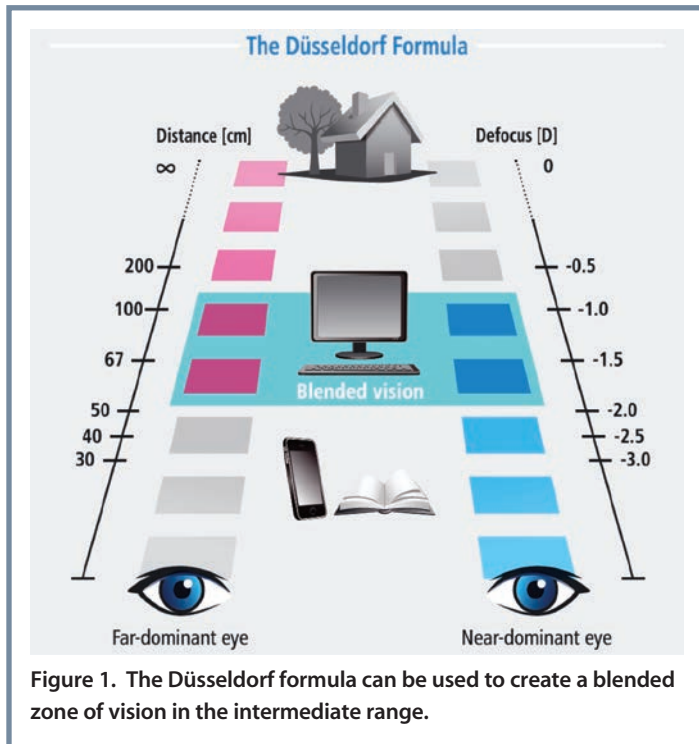 The Düsseldorf Formula
Distance [cm]
Defocus [D]
∞
0
200
-0.5
100
-1.0
67
-1.5
Blended vision
50
-2.0
40
-2.5
30
-3.0
Far-dominant eye
Near-dominant eye
Figure 1. The Düsseldorf formula can be used to create a blended
zone of vision in the intermediate range.